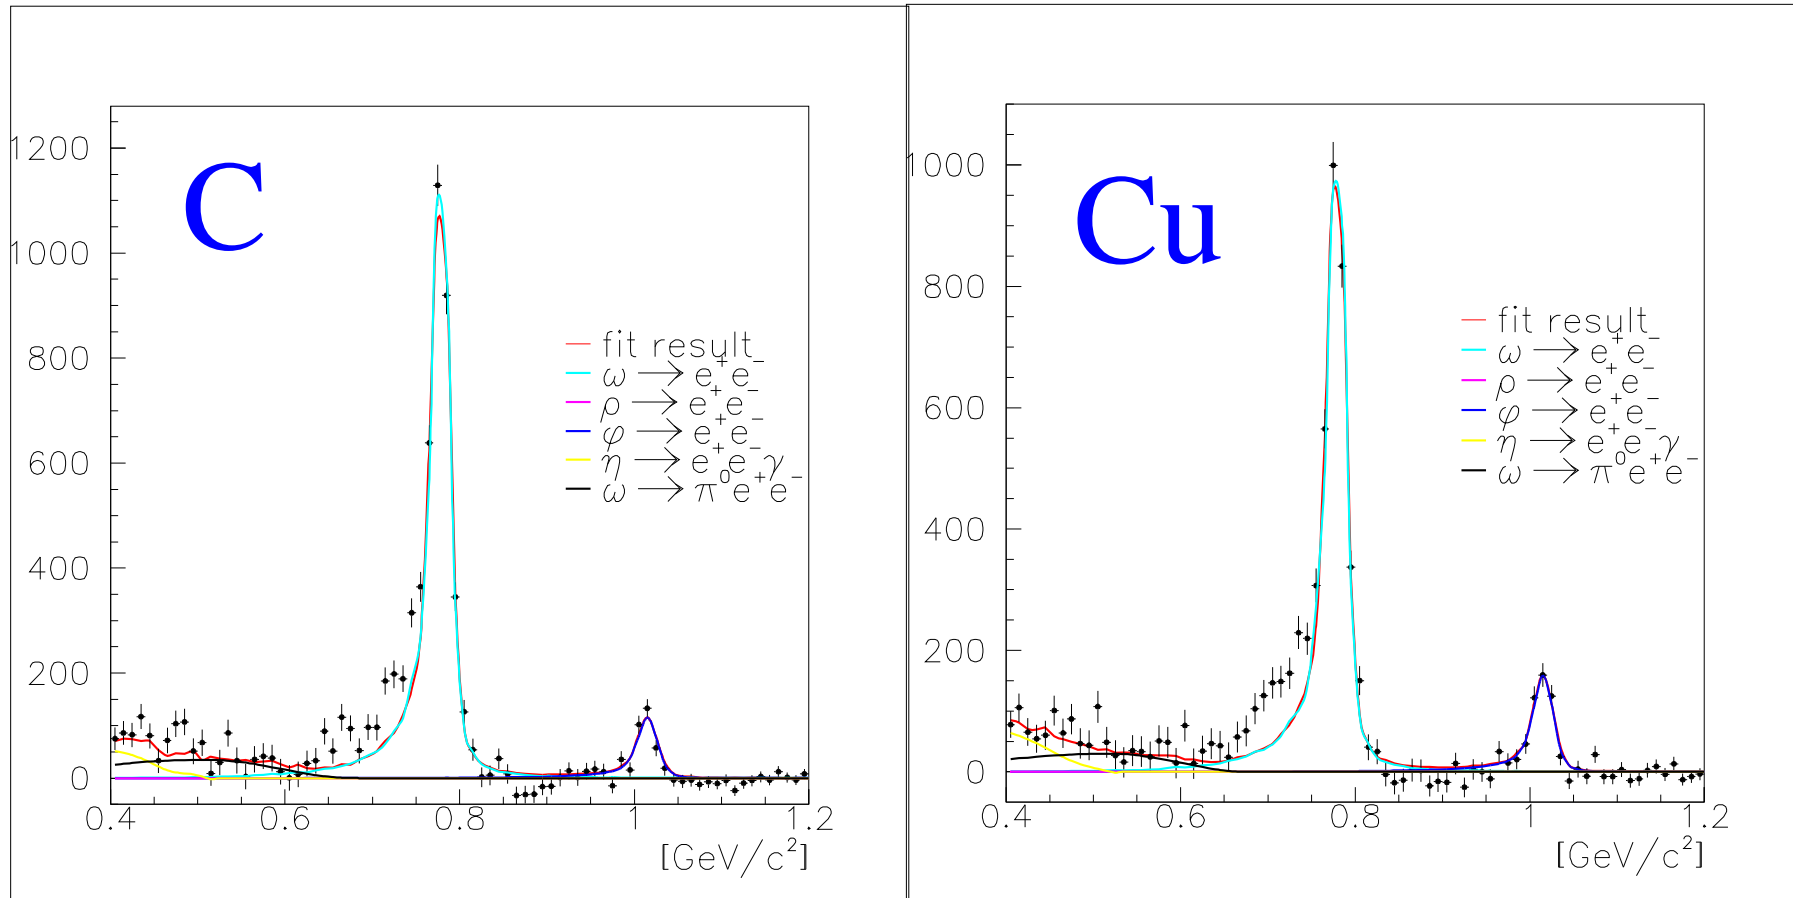 C
1200
1000
800
600
400
200
0
fit result
ω → e⁺e⁻
ρ → e⁺e⁻
φ → e⁺e⁻
η → e⁺e⁻γ
ω → π⁰e⁺e⁻
0.4 0.6 0.8 1 1.2
[GeV/c²]
Cu
1000
800
600
400
200
0
fit result
ω → e⁺e⁻
ρ → e⁺e⁻
φ → e⁺e⁻
η → e⁺e⁻γ
ω → π⁰e⁺e⁻
0.4 0.6 0.8 1 1.2
[GeV/c²]